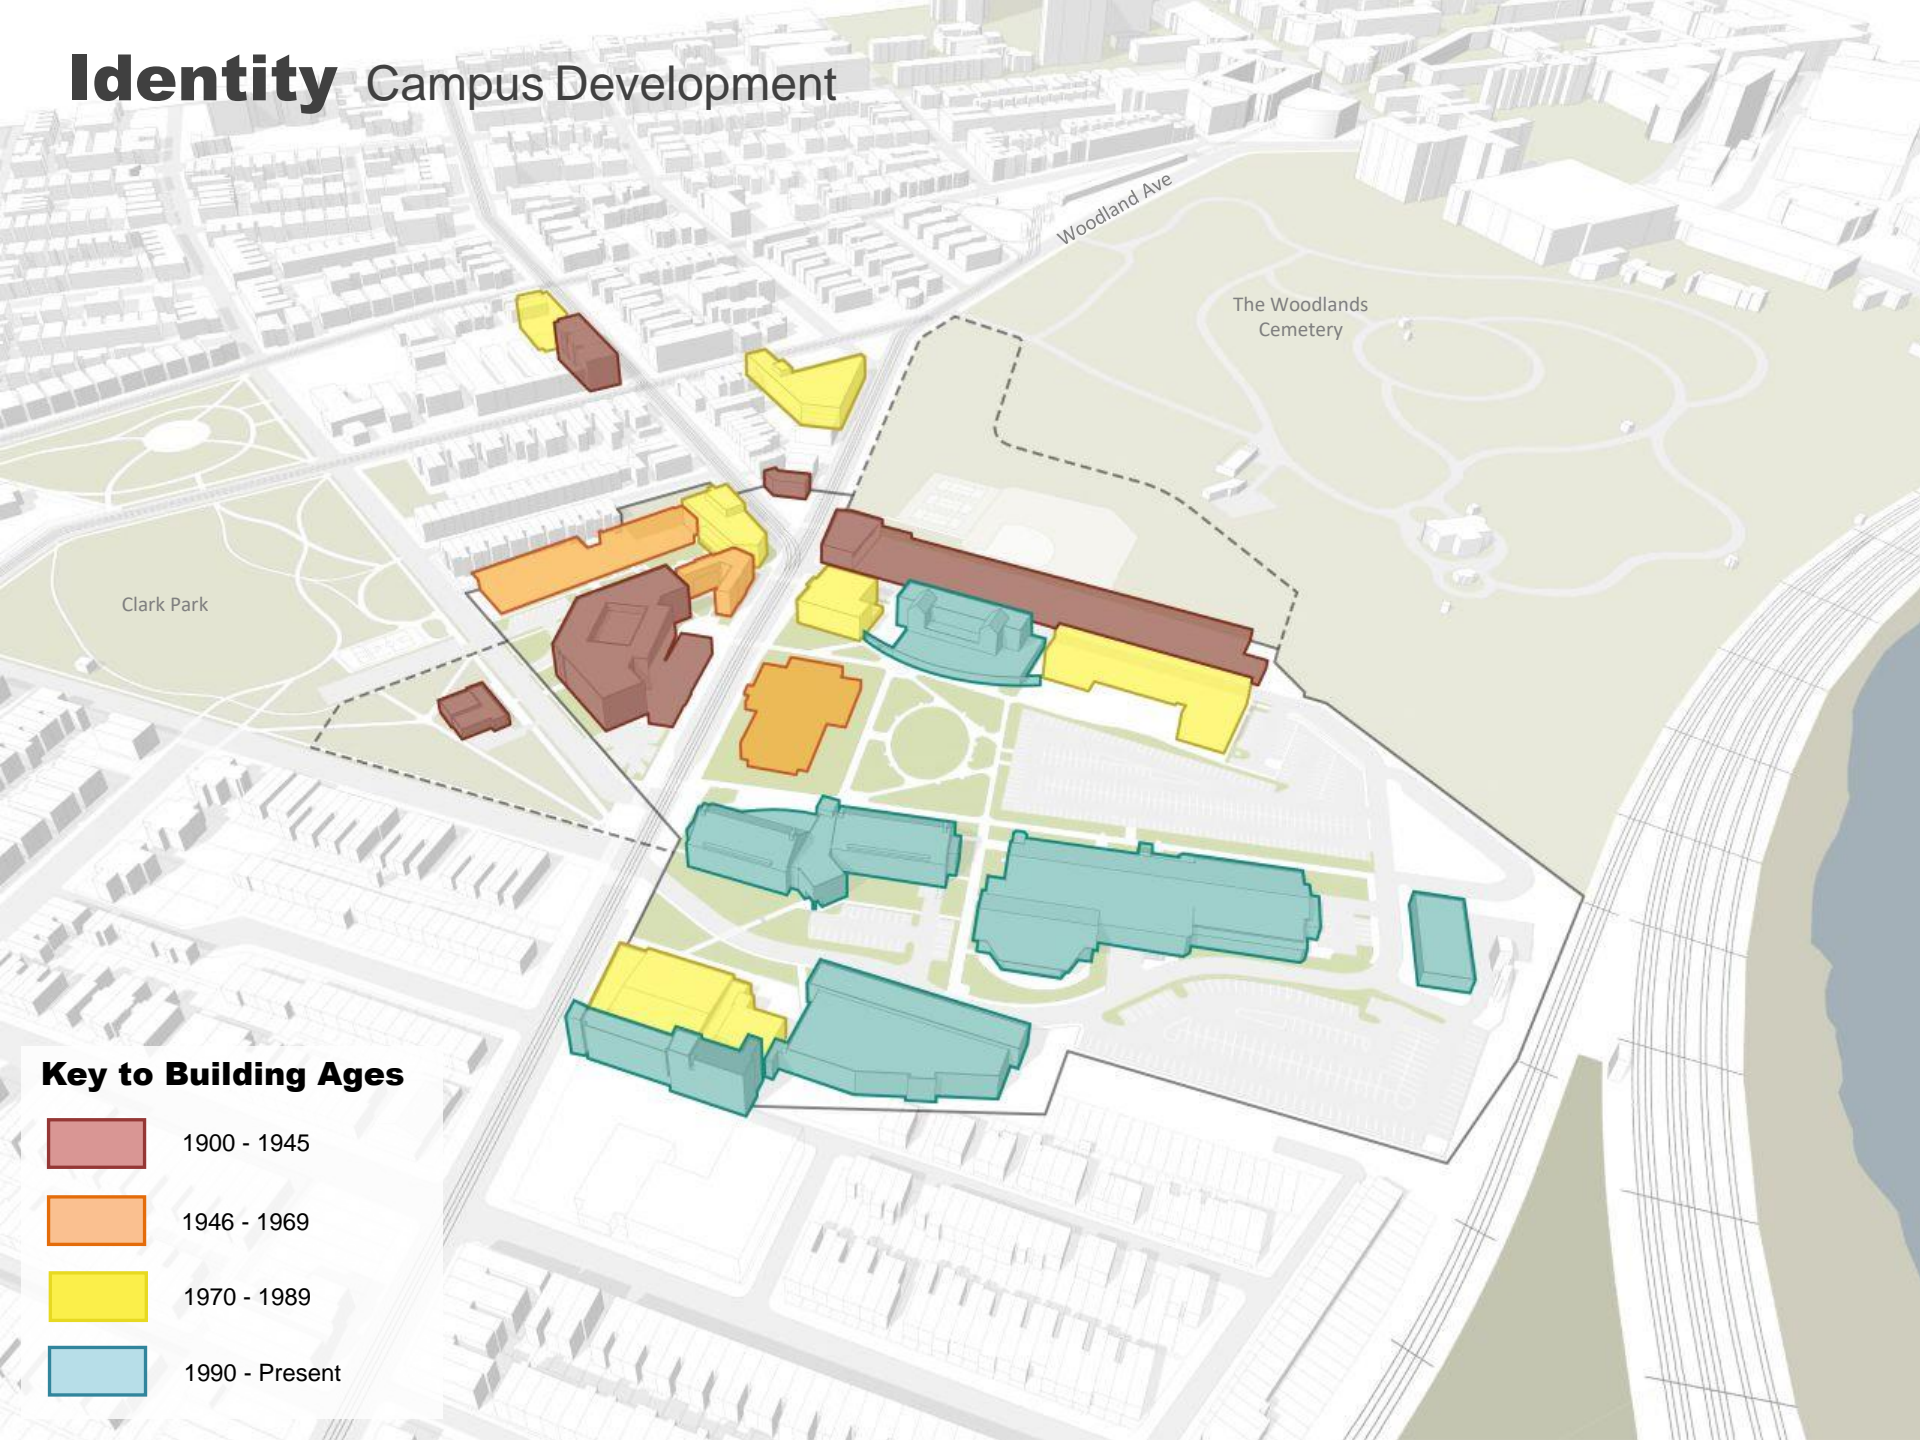 Identity Campus Development
Woodland Ave
The Woodlands
Cemetery
Clark Park
Key to Building Ages
1900 - 1945
1946 - 1969
1970 - 1989
1990 - Present